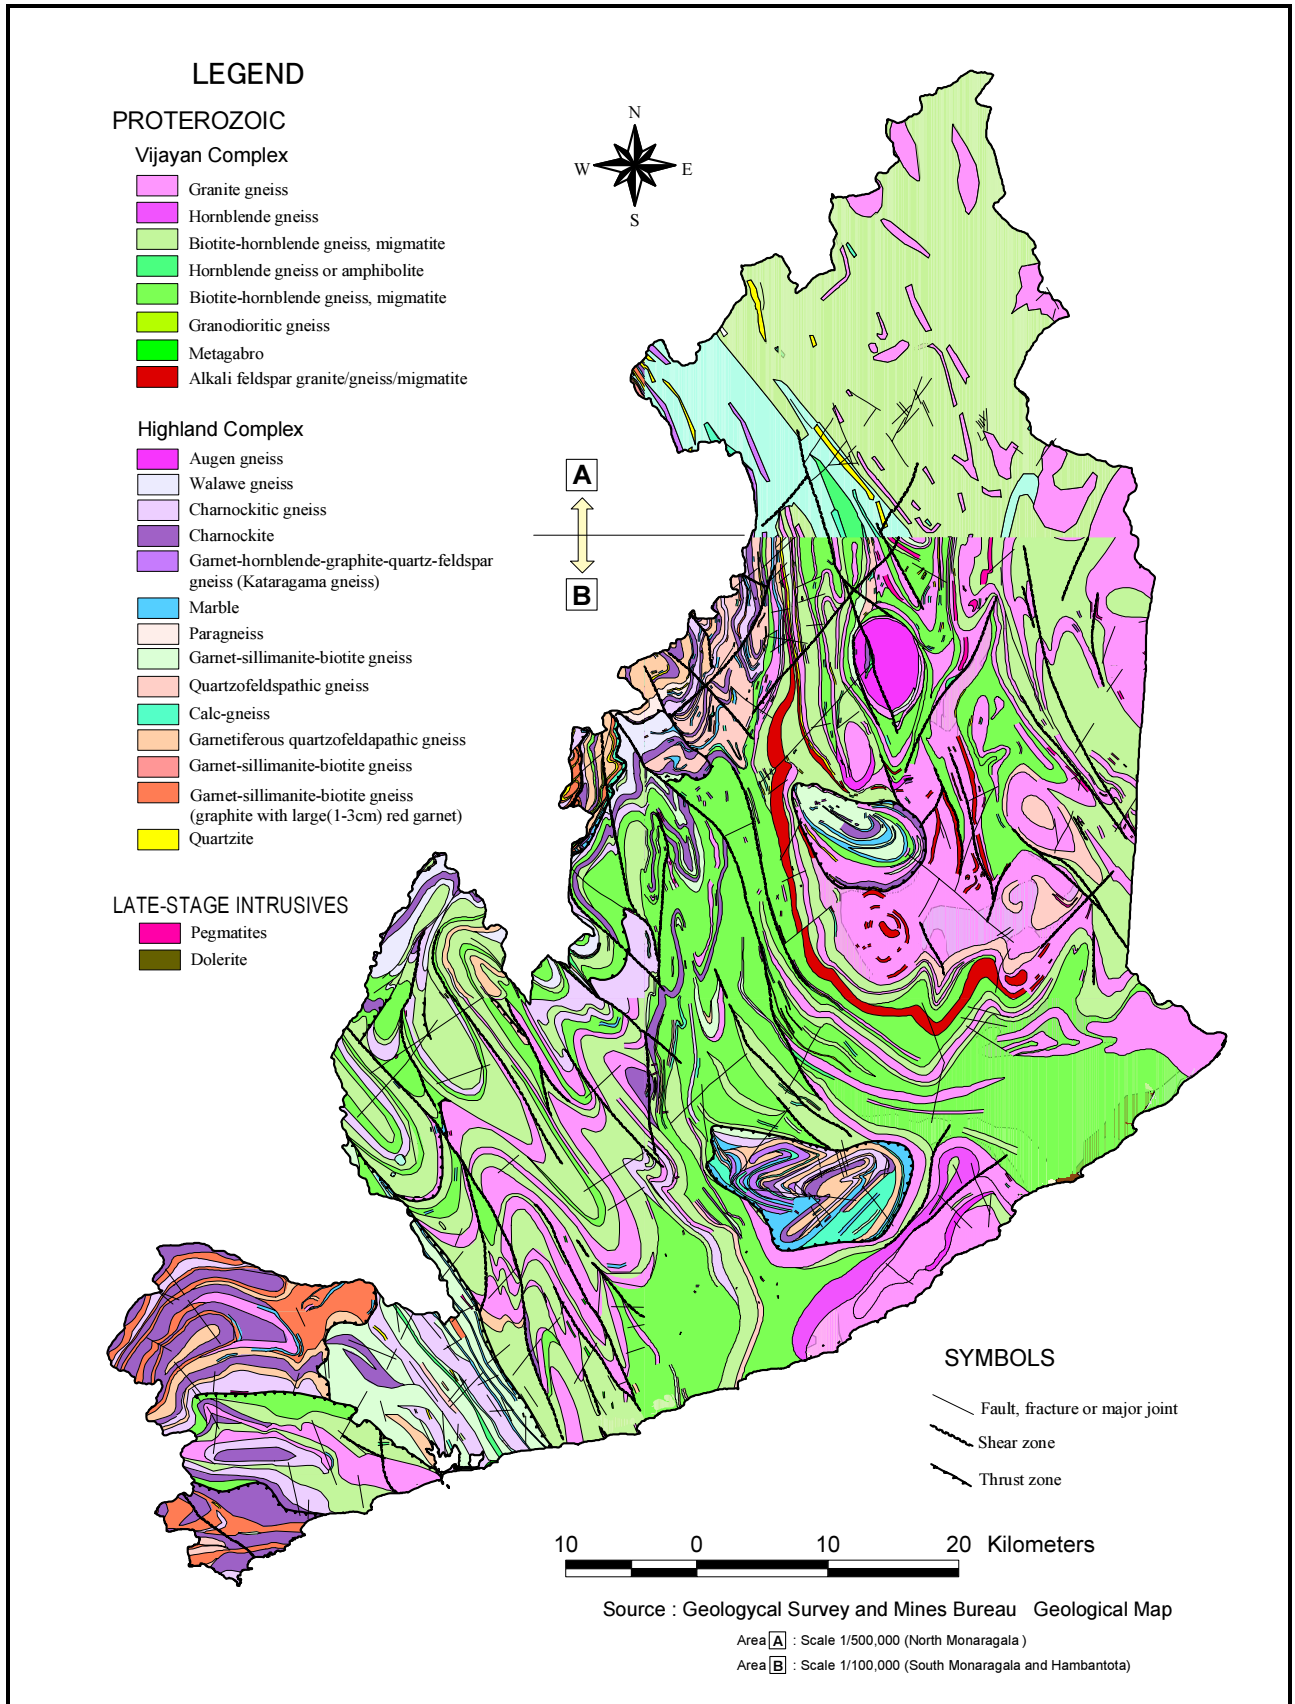 LEGEND
PROTEROZOIC
Vijayan Complex
Granite gneiss
Hornblende gneiss
Biotite-hornblende gneiss, migmatite
Hornblende gneiss or amphibolite
Biotite-hornblende gneiss, migmatite
Granodioritic gneiss
Metagabro
Alkali feldspar granite/gneiss/migmatite
Highland Complex
Augen gneiss
Walawe gneiss
Charnockitic gneiss
Charnockite
Garnet-hornblende-graphite-quartz-feldspar
gneiss (Kataragama gneiss)
Marble
Paragneiss
Garnet-sillimanite-biotite gneiss
Quartzofeldspathic gneiss
Calc-gneiss
Garnetiferous quartzofeldapathic gneiss
Garnet-sillimanite-biotite gneiss
Garnet-sillimanite-biotite gneiss
(graphite with large(1-3cm) red garnet)
Quartzite
LATE-STAGE INTRUSIVES
Pegmatites
Dolerite
N
W E
S
A
B
SYMBOLS
Fault, fracture or major joint
Shear zone
Thrust zone
10 0 10 20 Kilometers
Source : Geologycal Survey and Mines Bureau Geological Map
Area A : Scale 1/500,000 (North Monaragala )
Area B : Scale 1/100,000 (South Monaragala and Hambantota)